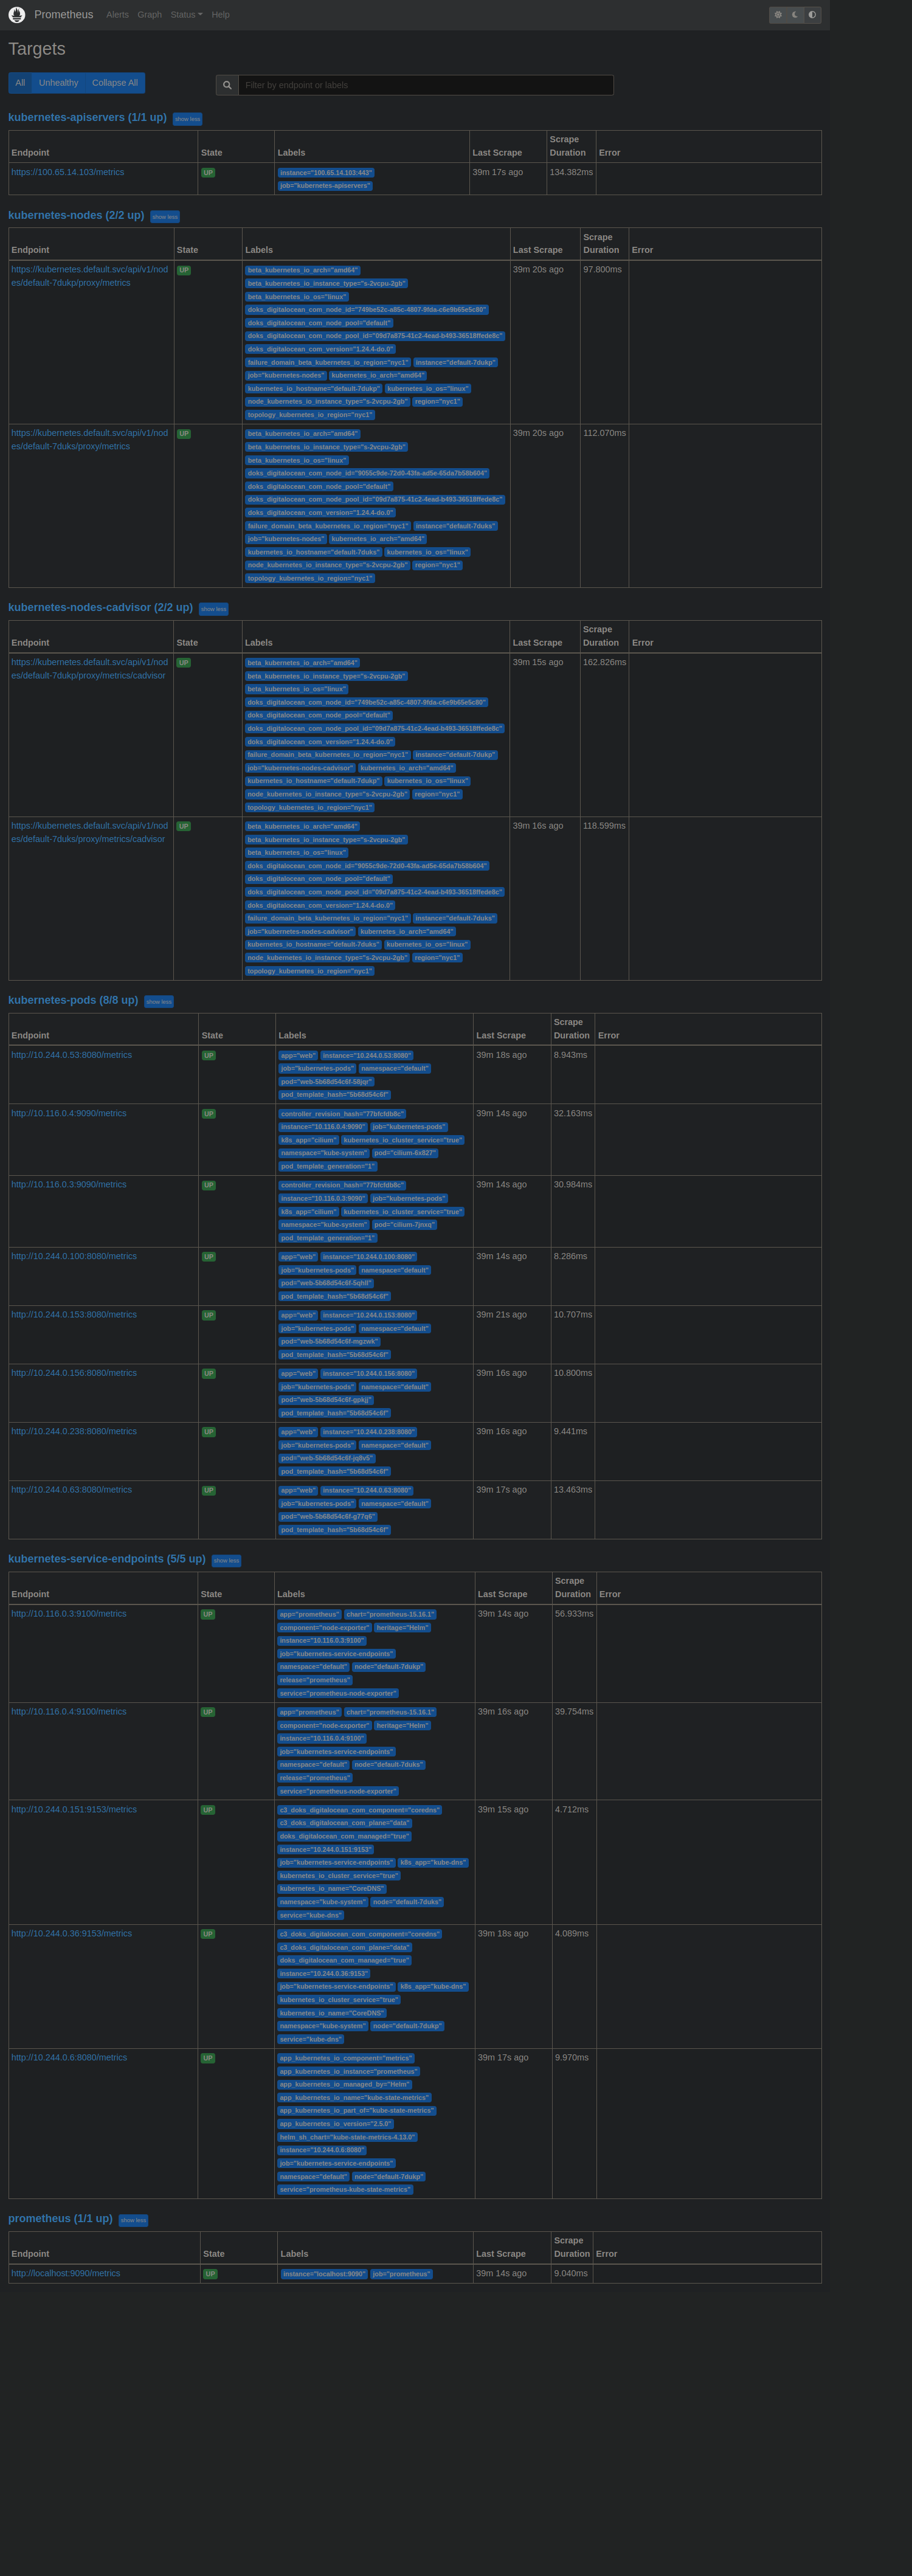 Prometheus Alerts Graph Status Help
Targets
All Unhealthy Collapse All
Filter by endpoint or labels
kubernetes-apiservers (1/1 up) show less
Endpoint State Labels Last Scrape Scrape Duration Error
https://100.65.14.103/metrics UP 39m 17s ago 134.382ms
instance="100.65.14.103:443"
job="kubernetes-apiservers"
kubernetes-nodes (2/2 up) show less
Endpoint State Labels Last Scrape Scrape Duration Error
https://kubernetes.default.svc/api/v1/nod
es/default-7dukp/proxy/metrics
UP
beta_kubernetes_io_arch="amd64"
beta_kubernetes_io_instance_type="s-2vcpu-2gb"
beta_kubernetes_io_os="linux"
doks_digitalocean_com_node_id="749be52c-a85c-4807-9fda-c6e9b65e5c80"
doks_digitalocean_com_node_pool="default"
doks_digitalocean_com_node_pool_id="09d7a875-41c2-4ead-b493-36518ffede8c"
doks_digitalocean_com_version="1.24.4-do.0"
failure_domain_beta_kubernetes_io_region="nyc1" instance="default-7dukp"
job="kubernetes-nodes" kubernetes_io_arch="amd64"
kubernetes_io_hostname="default-7dukp" kubernetes_io_os="linux"
node_kubernetes_io_instance_type="s-2vcpu-2gb" region="nyc1"
topology_kubernetes_io_region="nyc1"
39m 20s ago 97.800ms
https://kubernetes.default.svc/api/v1/nod
es/default-7duks/proxy/metrics
UP
beta_kubernetes_io_arch="amd64"
beta_kubernetes_io_instance_type="s-2vcpu-2gb"
beta_kubernetes_io_os="linux"
doks_digitalocean_com_node_id="9055c9de-72d0-43fa-ad5e-65da7b58b604"
doks_digitalocean_com_node_pool="default"
doks_digitalocean_com_node_pool_id="09d7a875-41c2-4ead-b493-36518ffede8c"
doks_digitalocean_com_version="1.24.4-do.0"
failure_domain_beta_kubernetes_io_region="nyc1" instance="default-7duks"
job="kubernetes-nodes" kubernetes_io_arch="amd64"
kubernetes_io_hostname="default-7duks" kubernetes_io_os="linux"
node_kubernetes_io_instance_type="s-2vcpu-2gb" region="nyc1"
topology_kubernetes_io_region="nyc1"
39m 20s ago 112.070ms
kubernetes-nodes-cadvisor (2/2 up) show less
Endpoint State Labels Last Scrape Scrape Duration Error
https://kubernetes.default.svc/api/v1/nod
es/default-7dukp/proxy/metrics/cadvisor
UP
beta_kubernetes_io_arch="amd64"
beta_kubernetes_io_instance_type="s-2vcpu-2gb"
beta_kubernetes_io_os="linux"
doks_digitalocean_com_node_id="749be52c-a85c-4807-9fda-c6e9b65e5c80"
doks_digitalocean_com_node_pool="default"
doks_digitalocean_com_node_pool_id="09d7a875-41c2-4ead-b493-36518ffede8c"
doks_digitalocean_com_version="1.24.4-do.0"
failure_domain_beta_kubernetes_io_region="nyc1" instance="default-7dukp"
job="kubernetes-nodes-cadvisor" kubernetes_io_arch="amd64"
kubernetes_io_hostname="default-7dukp" kubernetes_io_os="linux"
node_kubernetes_io_instance_type="s-2vcpu-2gb" region="nyc1"
topology_kubernetes_io_region="nyc1"
39m 15s ago 162.826ms
https://kubernetes.default.svc/api/v1/nod
es/default-7duks/proxy/metrics/cadvisor
UP
beta_kubernetes_io_arch="amd64"
beta_kubernetes_io_instance_type="s-2vcpu-2gb"
beta_kubernetes_io_os="linux"
doks_digitalocean_com_node_id="9055c9de-72d0-43fa-ad5e-65da7b58b604"
doks_digitalocean_com_node_pool="default"
doks_digitalocean_com_node_pool_id="09d7a875-41c2-4ead-b493-36518ffede8c"
doks_digitalocean_com_version="1.24.4-do.0"
failure_domain_beta_kubernetes_io_region="nyc1" instance="default-7duks"
job="kubernetes-nodes-cadvisor" kubernetes_io_arch="amd64"
kubernetes_io_hostname="default-7duks" kubernetes_io_os="linux"
node_kubernetes_io_instance_type="s-2vcpu-2gb" region="nyc1"
topology_kubernetes_io_region="nyc1"
39m 16s ago 118.599ms
kubernetes-pods (8/8 up) show less
Endpoint State Labels Last Scrape Scrape Duration Error
http://10.244.0.53:8080/metrics UP 39m 18s ago 8.943ms
app="web" instance="10.244.0.53:8080"
job="kubernetes-pods" namespace="default"
pod="web-5b68d54c6f-58jqr"
pod_template_hash="5b68d54c6f"
http://10.116.0.4:9090/metrics UP 39m 14s ago 32.163ms
controller_revision_hash="77bfcfdb8c"
instance="10.116.0.4:9090" job="kubernetes-pods"
k8s_app="cilium" kubernetes_io_cluster_service="true"
namespace="kube-system" pod="cilium-6x827"
pod_template_generation="1"
http://10.116.0.3:9090/metrics UP 39m 14s ago 30.984ms
controller_revision_hash="77bfcfdb8c"
instance="10.116.0.3:9090" job="kubernetes-pods"
k8s_app="cilium" kubernetes_io_cluster_service="true"
namespace="kube-system" pod="cilium-7jnxq"
pod_template_generation="1"
http://10.244.0.100:8080/metrics UP 39m 14s ago 8.286ms
app="web" instance="10.244.0.100:8080"
job="kubernetes-pods" namespace="default"
pod_template_hash="5b68d54c6f"
http://10.244.0.153:8080/metrics UP 39m 21s ago 10.707ms
app="web" instance="10.244.0.153:8080"
job="kubernetes-pods" namespace="default"
pod="web-5b68d54c6f-mgzwk"
pod_template_hash="5b68d54c6f"
http://10.244.0.156:8080/metrics UP 39m 16s ago 10.800ms
app="web" instance="10.244.0.156:8080"
job="kubernetes-pods" namespace="default"
pod="web-5b68d54c6f-gpkjj"
pod_template_hash="5b68d54c6f"
http://10.244.0.238:8080/metrics UP 39m 16s ago 9.441ms
app="web" instance="10.244.0.238:8080"
job="kubernetes-pods" namespace="default"
pod="web-5b68d54c6f-jq8v5"
pod_template_hash="5b68d54c6f"
http://10.244.0.63:8080/metrics UP 39m 17s ago 13.463ms
app="web" instance="10.244.0.63:8080"
job="kubernetes-pods" namespace="default"
pod="web-5b68d54c6f-g77q6"
pod_template_hash="5b68d54c6f"
kubernetes-service-endpoints (5/5 up) show less
Endpoint State Labels Last Scrape Scrape Duration Error
http://10.116.0.3:9100/metrics UP 39m 14s ago 56.933ms
app="prometheus" chart="prometheus-15.16.1"
component="node-exporter" heritage="Helm"
instance="10.116.0.3:9100"
job="kubernetes-service-endpoints"
namespace="default" node="default-7dukp"
release="prometheus"
service="prometheus-node-exporter"
http://10.116.0.4:9100/metrics UP 39m 16s ago 39.754ms
app="prometheus" chart="prometheus-15.16.1"
component="node-exporter" heritage="Helm"
instance="10.116.0.4:9100"
job="kubernetes-service-endpoints"
namespace="default" node="default-7duks"
release="prometheus"
service="prometheus-node-exporter"
http://10.244.0.151:9153/metrics UP 39m 15s ago 4.712ms
c3_doks_digitalocean_com_component="coredns"
c3_doks_digitalocean_com_plane="data"
doks_digitalocean_com_managed="true"
instance="10.244.0.151:9153"
job="kubernetes-service-endpoints" k8s_app="kube-dns"
kubernetes_io_cluster_service="true"
kubernetes_io_name="CoreDNS"
namespace="kube-system" node="default-7duks"
service="kube-dns"
http://10.244.0.36:9153/metrics UP 39m 18s ago 4.089ms
c3_doks_digitalocean_com_component="coredns"
c3_doks_digitalocean_com_plane="data"
doks_digitalocean_com_managed="true"
instance="10.244.0.36:9153"
job="kubernetes-service-endpoints" k8s_app="kube-dns"
kubernetes_io_cluster_service="true"
kubernetes_io_name="CoreDNS"
namespace="kube-system" node="default-7dukp"
service="kube-dns"
http://10.244.0.6:8080/metrics UP 39m 17s ago 9.970ms
app_kubernetes_io_component="metrics"
app_kubernetes_io_instance="prometheus"
app_kubernetes_io_managed_by="Helm"
app_kubernetes_io_name="kube-state-metrics"
app_kubernetes_io_part_of="kube-state-metrics"
app_kubernetes_io_version="2.5.0"
helm_sh_chart="kube-state-metrics-4.13.0"
instance="10.244.0.6:8080"
job="kubernetes-service-endpoints"
namespace="default" node="default-7dukp"
service="prometheus-kube-state-metrics"
prometheus (1/1 up) show less
Endpoint State Labels Last Scrape Scrape Duration Error
http://localhost:9090/metrics UP instance="localhost:9090" job="prometheus" 39m 14s ago 9.040ms